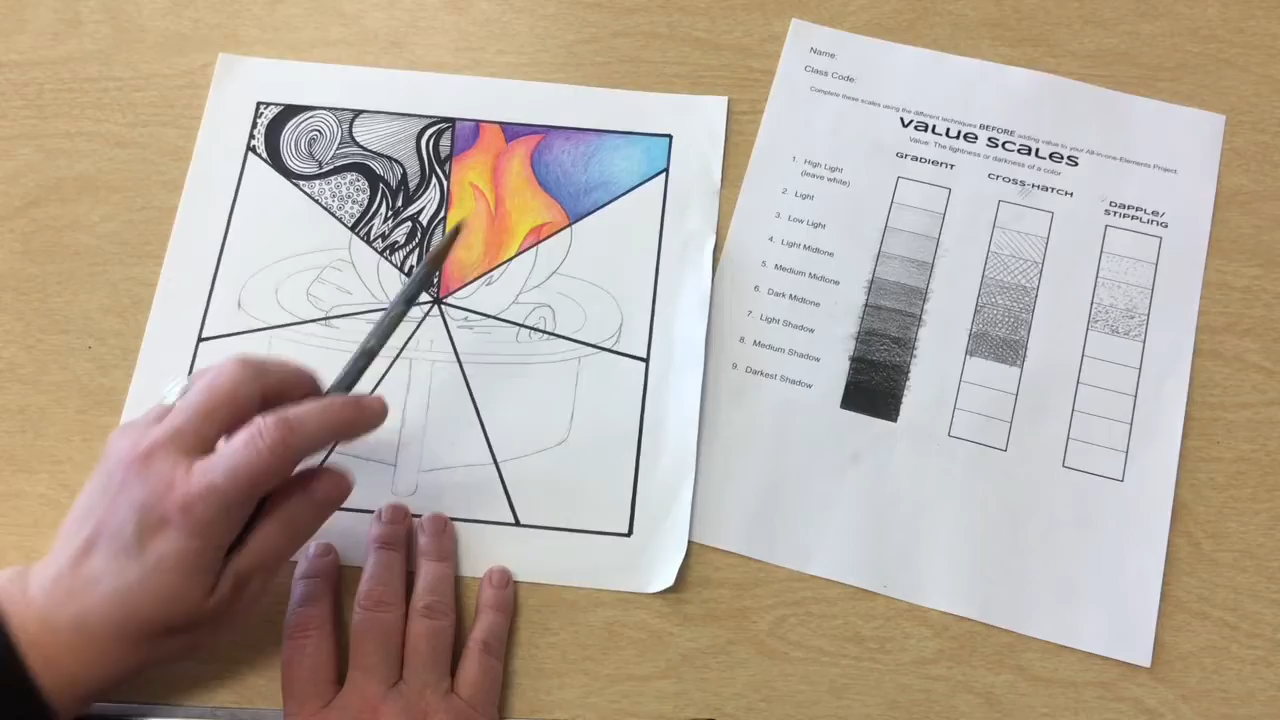 Name:
Class Code:
Complete these scales using the different techniques BEFORE adding value to your All-in-one-Elements Project.
Value Scales
Value: The lightness or darkness of a color
1. High Light
(leave white)
2. Light
3. Low Light
4. Light Midtone
5. Medium Midtone
6. Dark Midtone
7. Light Shadow
8. Medium Shadow
9. Darkest Shadow
Gradient
Cross-Hatch
Dapple/
Stippling